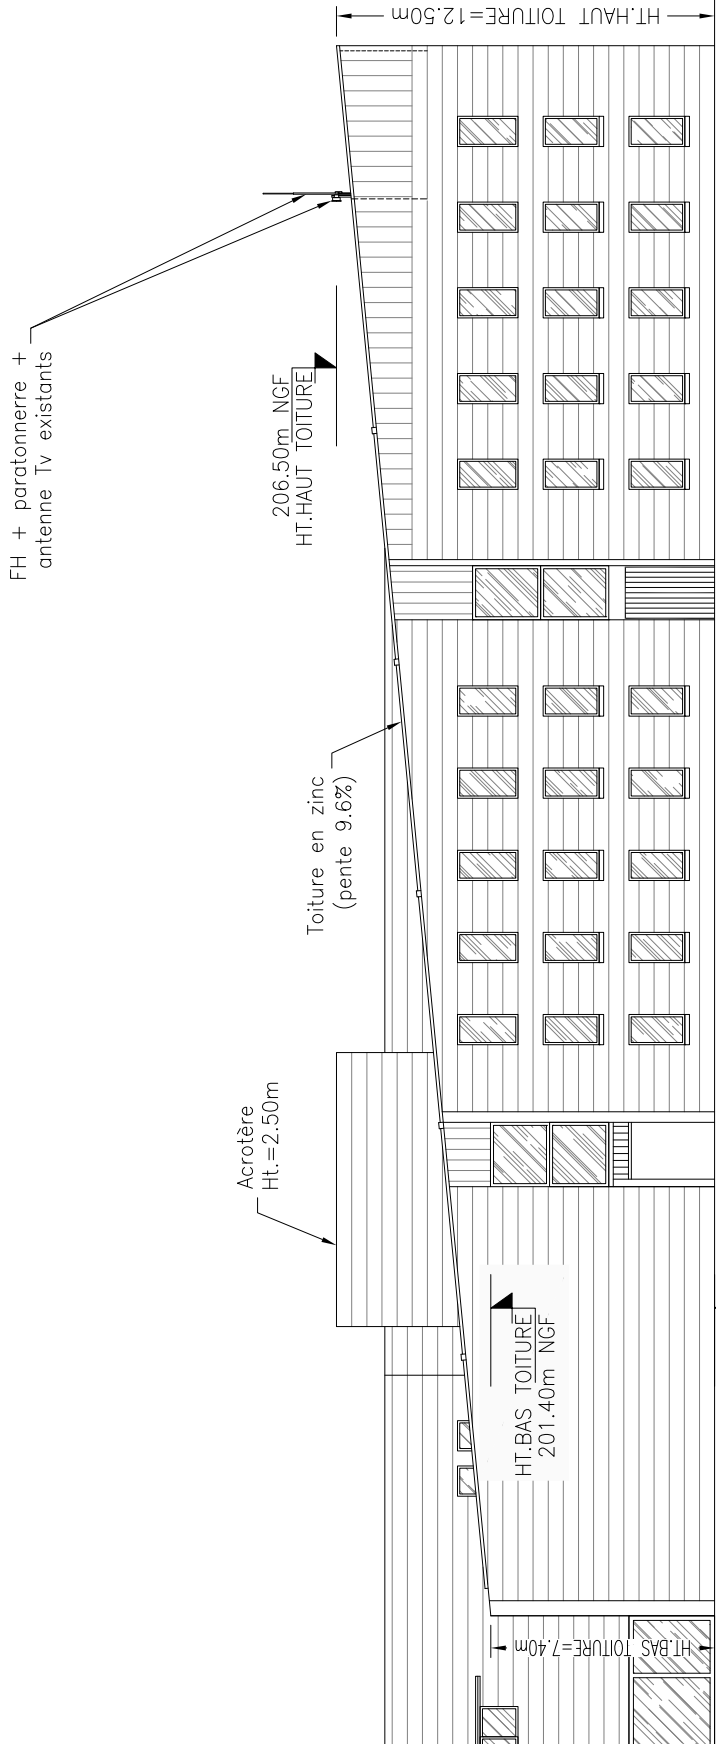 HT.HAUT TOITURE=12.50m
FH + paratonnerre +
antenne Tv existants
206.50m NGF
HT.HAUT TOITURE
Toiture en zinc
(pente 9.6%)
Acrotère
Ht.=2.50m
HT.BAS TOITURE
201.40m NGF
HT.BAS TOITURE=7.40m